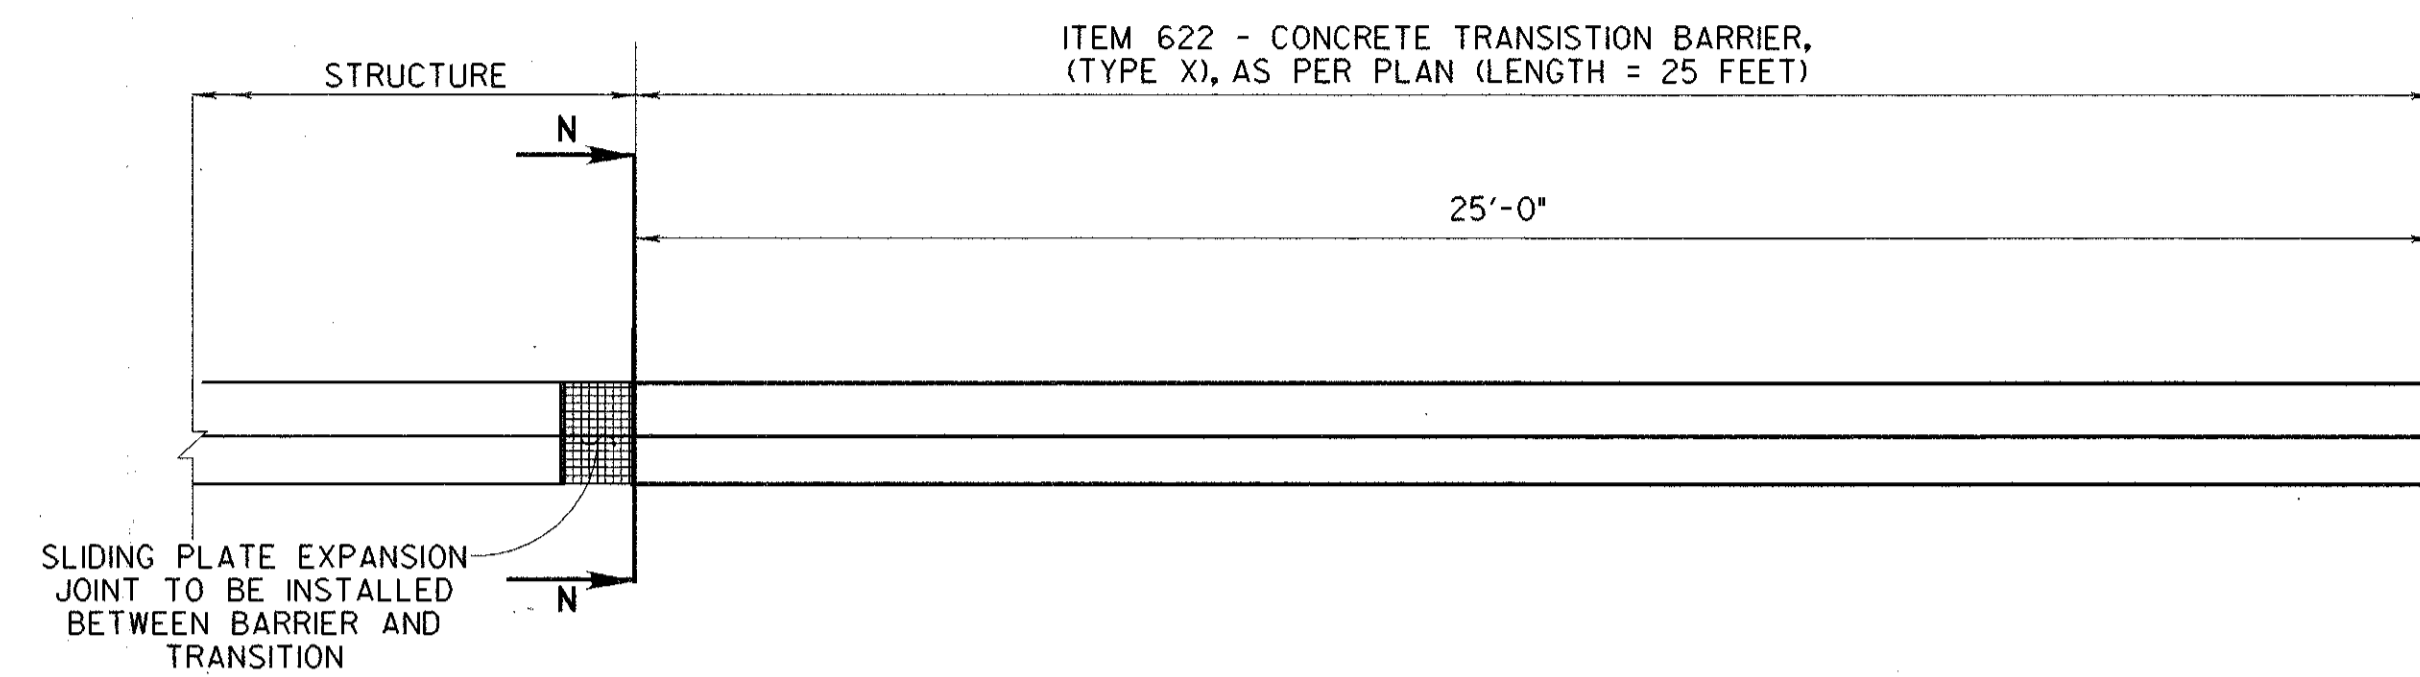 ITEM 622 - CONCRETE TRANSISTION BARRIER,
(TYPE X), AS PER PLAN (LENGTH = 25 FEET)
STRUCTURE
N
25'-0"
SLIDING PLATE EXPANSION
JOINT TO BE INSTALLED
BETWEEN BARRIER AND
TRANSITION
N